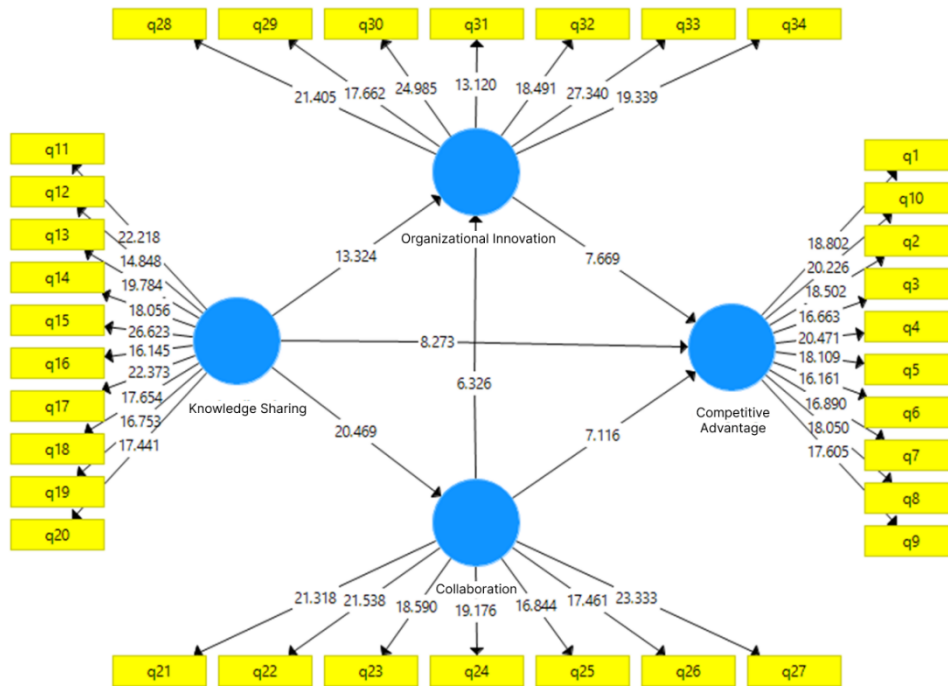 q28 q29 q30 q31 q32 q33 q34
21.405 17.662 24.985 13.120 18.491 27.340 19.339
Organizational Innovation
q11
q12
q13
q14
q15
q16
q17
q18
q19
q20
22.218
14.848
19.784
18.056
26.623
16.145
22.373
17.654
16.753
17.441
Knowledge Sharing
13.324
7.669
8.273
6.326
20.469
7.116
Competitive
Advantage
18.802
20.226
18.502
16.663
20.471
18.109
16.161
16.890
18.050
17.605
q1
q10
q2
q3
q4
q5
q6
q7
q8
q9
Collaboration
21.318 21.538 18.590 19.176 16.844 17.461 23.333
q21 q22 q23 q24 q25 q26 q27